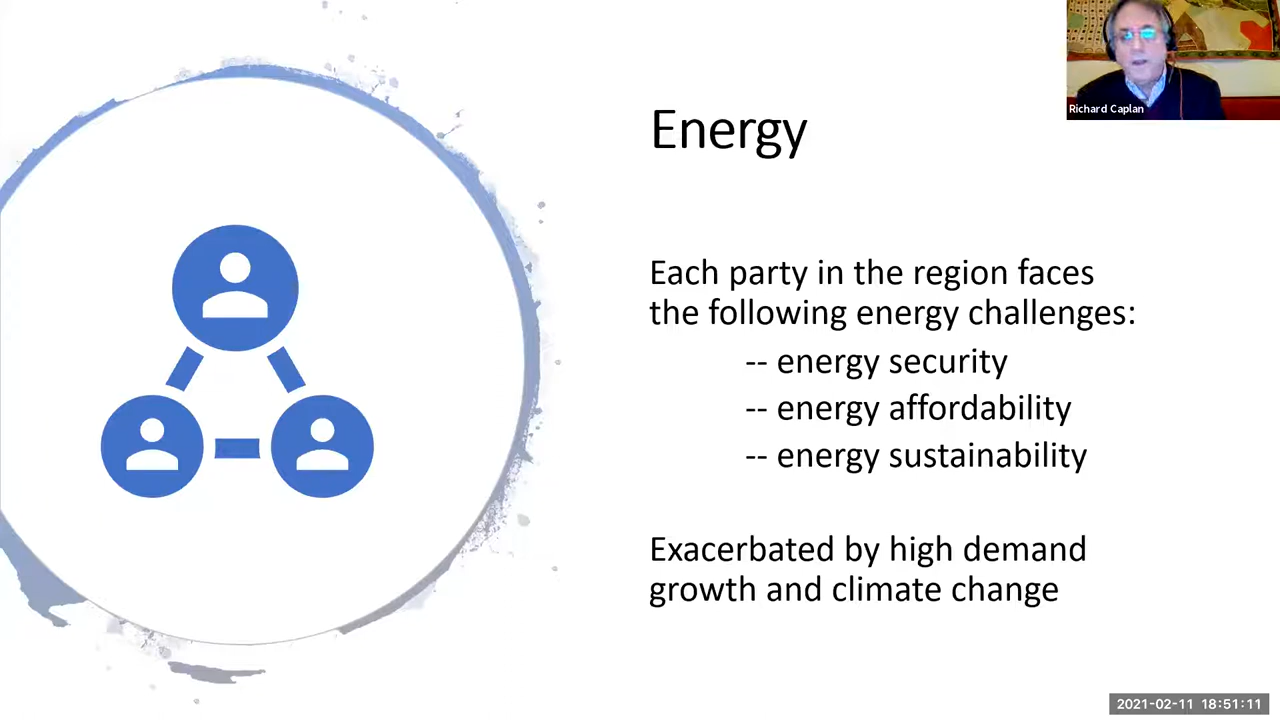 Richard Caplan
Energy
Each party in the region faces
the following energy challenges:
-- energy security
-- energy affordability
-- energy sustainability
Exacerbated by high demand
growth and climate change
2021-02-11 18:51:11